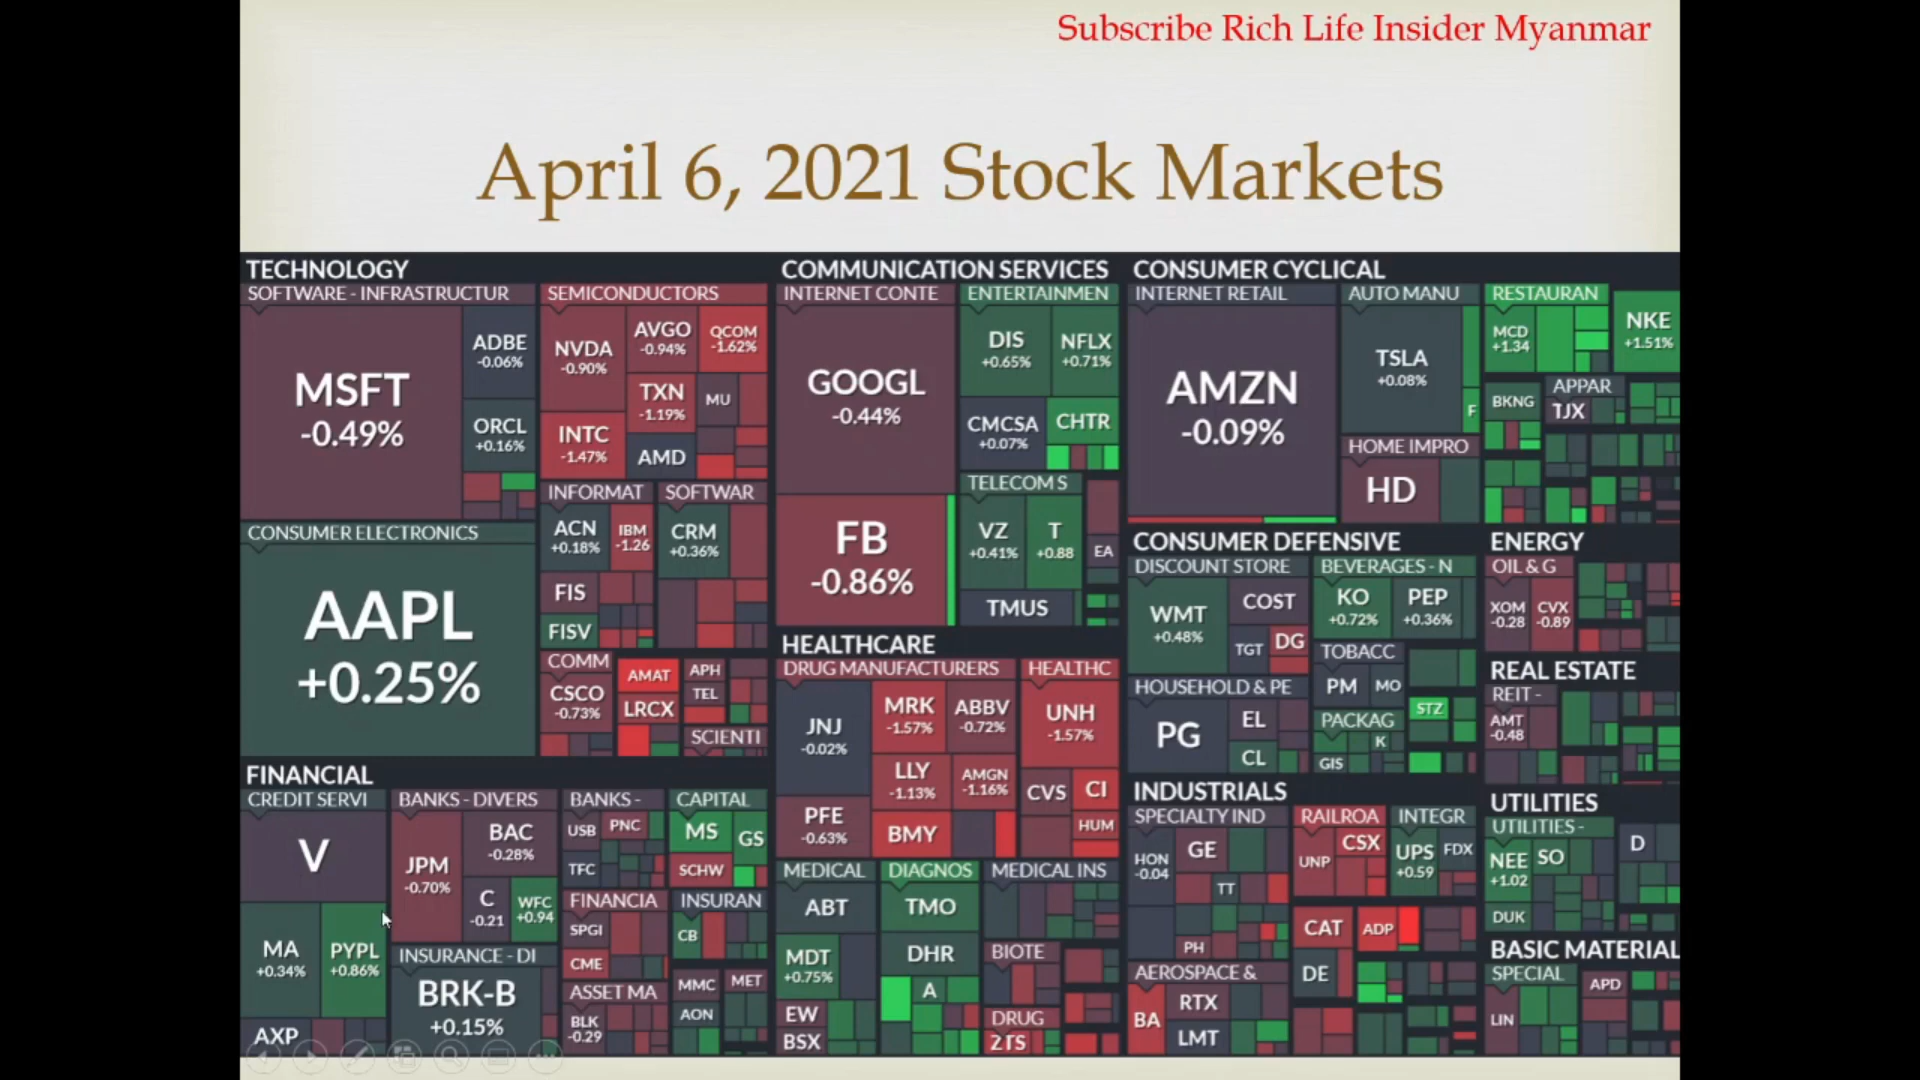 Subscribe Rich Life Insider Myanmar
April 6, 2021 Stock Markets
TECHNOLOGY
SOFTWARE - INFRASTRUCTUR
MSFT
-0.49%
ADBE
-0.06%
ORCL
+0.16%
SEMICONDUCTORS
NVDA
-0.90%
AVGO
-0.94%
QCOM
-1.62%
TXN
-1.19%
MU
INTC
-1.47%
AMD
CONSUMER ELECTRONICS
AAPL
+0.25%
INFORMAT
ACN
+0.18%
IBM
-1.26
FIS
FISV
SOFTWAR
CRM
+0.36%
COMM
CSCO
-0.73%
AMAT
LRCX
APH
TEL
SCIENTI
COMMUNICATION SERVICES
INTERNET CONTE
GOOGL
-0.44%
FB
-0.86%
ENTERTAINMEN
DIS
+0.65%
NFLX
+0.71%
CMCSA
+0.07%
CHTR
TELECOM S
VZ
+0.41%
T
+0.88
TMUS
EA
CONSUMER CYCLICAL
INTERNET RETAIL
AMZN
-0.09%
AUTO MANU
TSLA
+0.08%
F
HOME IMPRO
HD
RESTAURAN
MCD
+1.34
NKE
+1.51%
BKNG
APPAR
TJX
FINANCIAL
CREDIT SERVI
V
MA
+0.34%
PYPL
+0.86%
AXP
BANKS - DIVERS
JPM
-0.70%
BAC
-0.28%
C
-0.21
WFC
+0.94
INSURANCE - DI
BRK-B
+0.15%
BANKS -
USB
PNC
TFC
CAPITAL
MS
GS
SCHW
FINANCIA
SPGI
CME
INSURAN
CB
ASSET MA
BLK
-0.29
MMC
MET
AON
HEALTHCARE
DRUG MANUFACTURERS
JNJ
-0.02%
MRK
-1.57%
ABBV
-0.72%
LLY
-1.13%
AMGN
-1.16%
PFE
-0.63%
BMY
HEALTHC
UNH
-1.57%
CVS
CI
HUM
MEDICAL
ABT
MDT
+0.75%
EW
BSX
DIAGNOS
TMO
DHR
A
MEDICAL INS
BIOTE
DRUG
CONSUMER DEFENSIVE
DISCOUNT STORE
WMT
+0.48%
COST
TGT
DG
BEVERAGES - N
KO
+0.72%
PEP
+0.36%
HOUSEHOLD & PE
PG
EL
CL
TOBACC
PM
MO
PACKAG
K
GIS
STZ
ENERGY
OIL & G
XOM
-0.28
CVX
-0.89
REAL ESTATE
REIT -
AMT
-0.48
INDUSTRIALS
SPECIALTY IND
HON
-0.04
GE
TT
PH
RAILROA
UNP
CSX
INTEGR
UPS
+0.59
FDX
CAT
ADP
DE
AEROSPACE &
BA
RTX
LMT
UTILITIES
UTILITIES -
NEE
+1.02
SO
D
DUK
BASIC MATERIAL
SPECIAL
LIN
APD